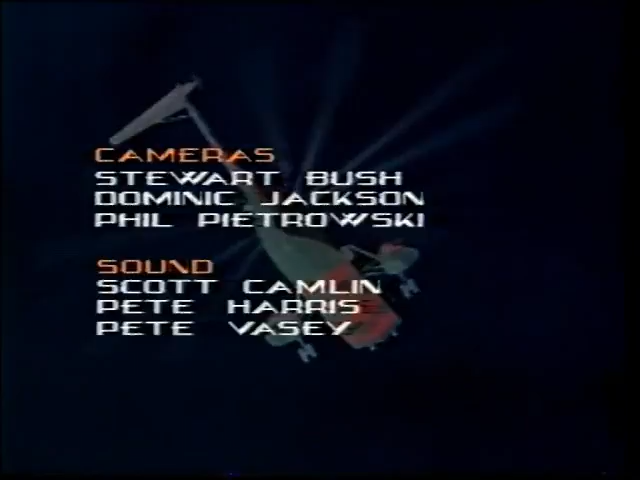 CAMERAS
STEWART BUSH
DOMINIC JACKSON
PHIL PIETROWSKI
SOUND
SCOTT CAMLIN
PETE HARRIS
PETE VASEY